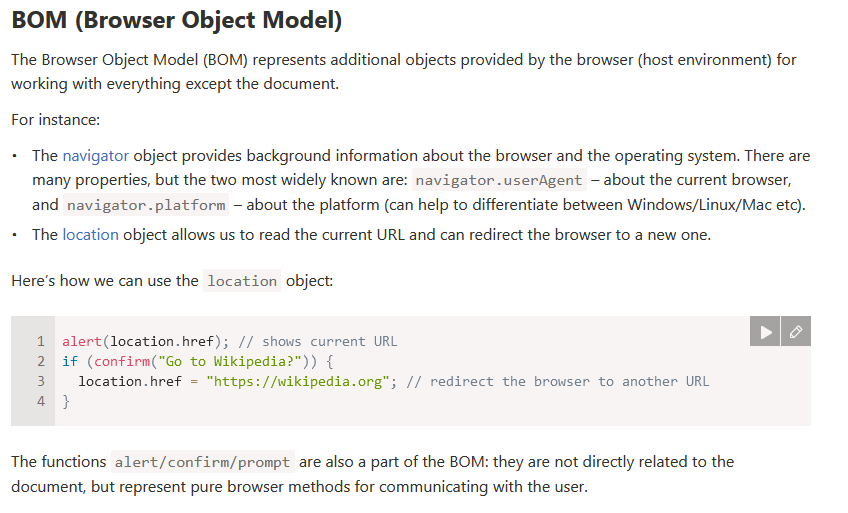 BOM (Browser Object Model)
The Browser Object Model (BOM) represents additional objects provided by the browser (host environment) for
working with everything except the document.
For instance:
• The navigator object provides background information about the browser and the operating system. There are
many properties, but the two most widely known are: navigator.userAgent – about the current browser,
and navigator.platform – about the platform (can help to differentiate between Windows/Linux/Mac etc).
• The location object allows us to read the current URL and can redirect the browser to a new one.
Here’s how we can use the location object:
1 alert(location.href); // shows current URL
2 if (confirm("Go to Wikipedia?")) {
3   location.href = "https://wikipedia.org"; // redirect the browser to another URL
4 }
The functions alert/confirm/prompt are also a part of the BOM: they are not directly related to the
document, but represent pure browser methods for communicating with the user.